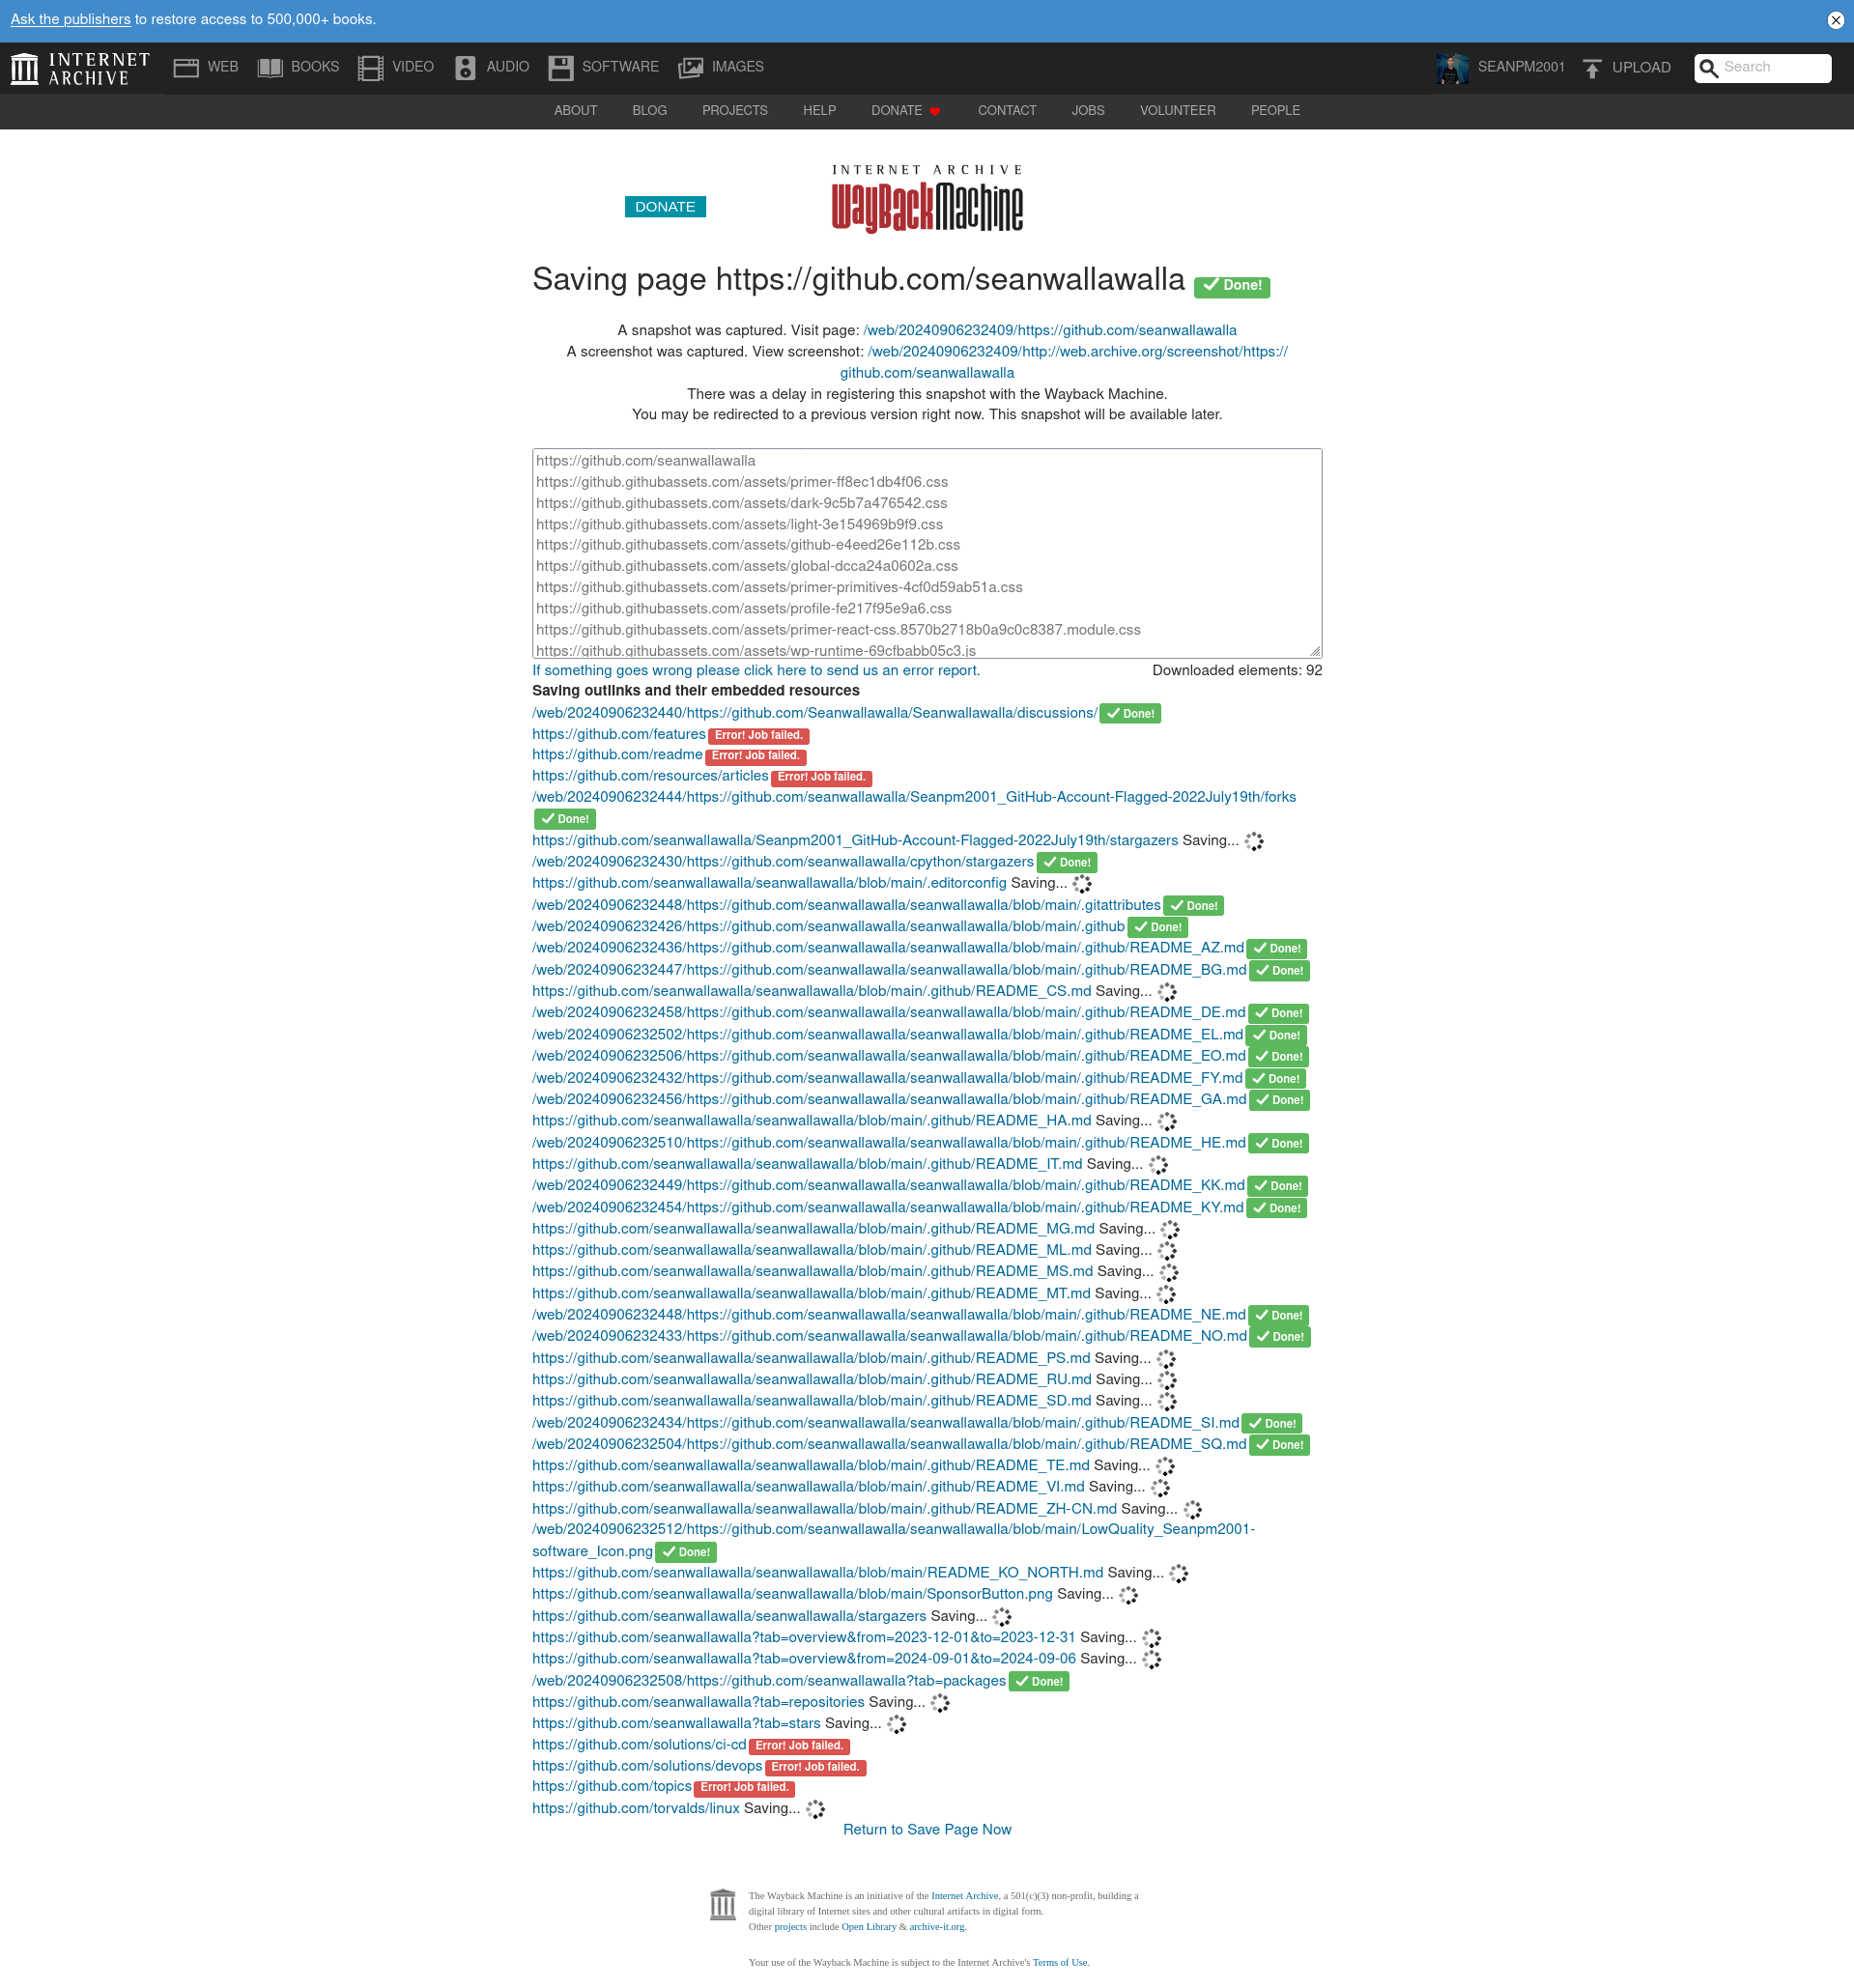 Ask the publishers to restore access to 500,000+ books.
INTERNET ARCHIVE
WEB BOOKS VIDEO AUDIO SOFTWARE IMAGES SEANPM2001 UPLOAD Search
ABOUT BLOG PROJECTS HELP DONATE CONTACT JOBS VOLUNTEER PEOPLE
INTERNET ARCHIVE
WayBackMachine
DONATE
Saving page https://github.com/seanwallawalla Done!
A snapshot was captured. Visit page: /web/20240906232409/https://github.com/seanwallawalla
A screenshot was captured. View screenshot: /web/20240906232409/http://web.archive.org/screenshot/https://
github.com/seanwallawalla
There was a delay in registering this snapshot with the Wayback Machine.
You may be redirected to a previous version right now. This snapshot will be available later.
https://github.com/seanwallawalla
https://github.githubassets.com/assets/primer-ff8ec1db4f06.css
https://github.githubassets.com/assets/dark-9c5b7a476542.css
https://github.githubassets.com/assets/light-3e154969b9f9.css
https://github.githubassets.com/assets/github-e4eed26e112b.css
https://github.githubassets.com/assets/global-dcca24a0602a.css
https://github.githubassets.com/assets/primer-primitives-4cf0d59ab51a.css
https://github.githubassets.com/assets/profile-fe217f95e9a6.css
https://github.githubassets.com/assets/primer-react-css.8570b2718b0a9c0c8387.module.css
https://github.githubassets.com/assets/wp-runtime-69cfbabb05c3.js
If something goes wrong please click here to send us an error report. Downloaded elements: 92
Saving outlinks and their embedded resources
/web/20240906232440/https://github.com/Seanwallawalla/Seanwallawalla/discussions/ Done!
https://github.com/features Error! Job failed.
https://github.com/readme Error! Job failed.
https://github.com/resources/articles Error! Job failed.
/web/20240906232444/https://github.com/seanwallawalla/Seanpm2001_GitHub-Account-Flagged-2022July19th/forks
Done!
https://github.com/seanwallawalla/Seanpm2001_GitHub-Account-Flagged-2022July19th/stargazers Saving...
/web/20240906232430/https://github.com/seanwallawalla/cpython/stargazers Done!
https://github.com/seanwallawalla/seanwallawalla/blob/main/.editorconfig Saving...
/web/20240906232448/https://github.com/seanwallawalla/seanwallawalla/blob/main/.gitattributes Done!
/web/20240906232426/https://github.com/seanwallawalla/seanwallawalla/blob/main/.github Done!
/web/20240906232436/https://github.com/seanwallawalla/seanwallawalla/blob/main/.github/README_AZ.md Done!
/web/20240906232447/https://github.com/seanwallawalla/seanwallawalla/blob/main/.github/README_BG.md Done!
https://github.com/seanwallawalla/seanwallawalla/blob/main/.github/README_CS.md Saving...
/web/20240906232458/https://github.com/seanwallawalla/seanwallawalla/blob/main/.github/README_DE.md Done!
/web/20240906232502/https://github.com/seanwallawalla/seanwallawalla/blob/main/.github/README_EL.md Done!
/web/20240906232506/https://github.com/seanwallawalla/seanwallawalla/blob/main/.github/README_EO.md Done!
/web/20240906232432/https://github.com/seanwallawalla/seanwallawalla/blob/main/.github/README_FY.md Done!
/web/20240906232456/https://github.com/seanwallawalla/seanwallawalla/blob/main/.github/README_GA.md Done!
https://github.com/seanwallawalla/seanwallawalla/blob/main/.github/README_HA.md Saving...
/web/20240906232510/https://github.com/seanwallawalla/seanwallawalla/blob/main/.github/README_HE.md Done!
https://github.com/seanwallawalla/seanwallawalla/blob/main/.github/README_IT.md Saving...
/web/20240906232449/https://github.com/seanwallawalla/seanwallawalla/blob/main/.github/README_KK.md Done!
/web/20240906232454/https://github.com/seanwallawalla/seanwallawalla/blob/main/.github/README_KY.md Done!
https://github.com/seanwallawalla/seanwallawalla/blob/main/.github/README_MG.md Saving...
https://github.com/seanwallawalla/seanwallawalla/blob/main/.github/README_ML.md Saving...
https://github.com/seanwallawalla/seanwallawalla/blob/main/.github/README_MS.md Saving...
https://github.com/seanwallawalla/seanwallawalla/blob/main/.github/README_MT.md Saving...
/web/20240906232448/https://github.com/seanwallawalla/seanwallawalla/blob/main/.github/README_NE.md Done!
/web/20240906232433/https://github.com/seanwallawalla/seanwallawalla/blob/main/.github/README_NO.md Done!
https://github.com/seanwallawalla/seanwallawalla/blob/main/.github/README_PS.md Saving...
https://github.com/seanwallawalla/seanwallawalla/blob/main/.github/README_RU.md Saving...
https://github.com/seanwallawalla/seanwallawalla/blob/main/.github/README_SD.md Saving...
/web/20240906232434/https://github.com/seanwallawalla/seanwallawalla/blob/main/.github/README_SI.md Done!
/web/20240906232504/https://github.com/seanwallawalla/seanwallawalla/blob/main/.github/README_SQ.md Done!
https://github.com/seanwallawalla/seanwallawalla/blob/main/.github/README_TE.md Saving...
https://github.com/seanwallawalla/seanwallawalla/blob/main/.github/README_VI.md Saving...
https://github.com/seanwallawalla/seanwallawalla/blob/main/.github/README_ZH-CN.md Saving...
/web/20240906232512/https://github.com/seanwallawalla/seanwallawalla/blob/main/LowQuality_Seanpm2001-
software_Icon.png Done!
https://github.com/seanwallawalla/seanwallawalla/blob/main/README_KO_NORTH.md Saving...
https://github.com/seanwallawalla/seanwallawalla/blob/main/SponsorButton.png Saving...
https://github.com/seanwallawalla/seanwallawalla/stargazers Saving...
https://github.com/seanwallawalla?tab=overview&from=2023-12-01&to=2023-12-31 Saving...
https://github.com/seanwallawalla?tab=overview&from=2024-09-01&to=2024-09-06 Saving...
/web/20240906232508/https://github.com/seanwallawalla?tab=packages Done!
https://github.com/seanwallawalla?tab=repositories Saving...
https://github.com/seanwallawalla?tab=stars Saving...
https://github.com/solutions/ci-cd Error! Job failed.
https://github.com/solutions/devops Error! Job failed.
https://github.com/topics Error! Job failed.
https://github.com/torvalds/linux Saving...
Return to Save Page Now
The Wayback Machine is an initiative of the Internet Archive, a 501(c)(3) non-profit, building a
digital library of Internet sites and other cultural artifacts in digital form.
Other projects include Open Library & archive-it.org.
Your use of the Wayback Machine is subject to the Internet Archive's Terms of Use.